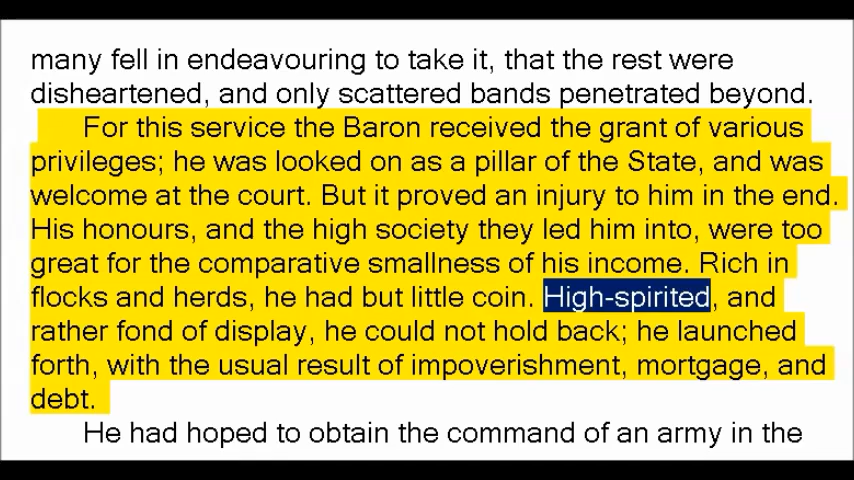 many fell in endeavouring to take it, that the rest were
disheartened, and only scattered bands penetrated beyond.
For this service the Baron received the grant of various
privileges; he was looked on as a pillar of the State, and was
welcome at the court. But it proved an injury to him in the end.
His honours, and the high society they led him into, were too
great for the comparative smallness of his income. Rich in
flocks and herds, he had but little coin. High-spirited, and
rather fond of display, he could not hold back; he launched
forth, with the usual result of impoverishment, mortgage, and
debt.
He had hoped to obtain the command of an army in the